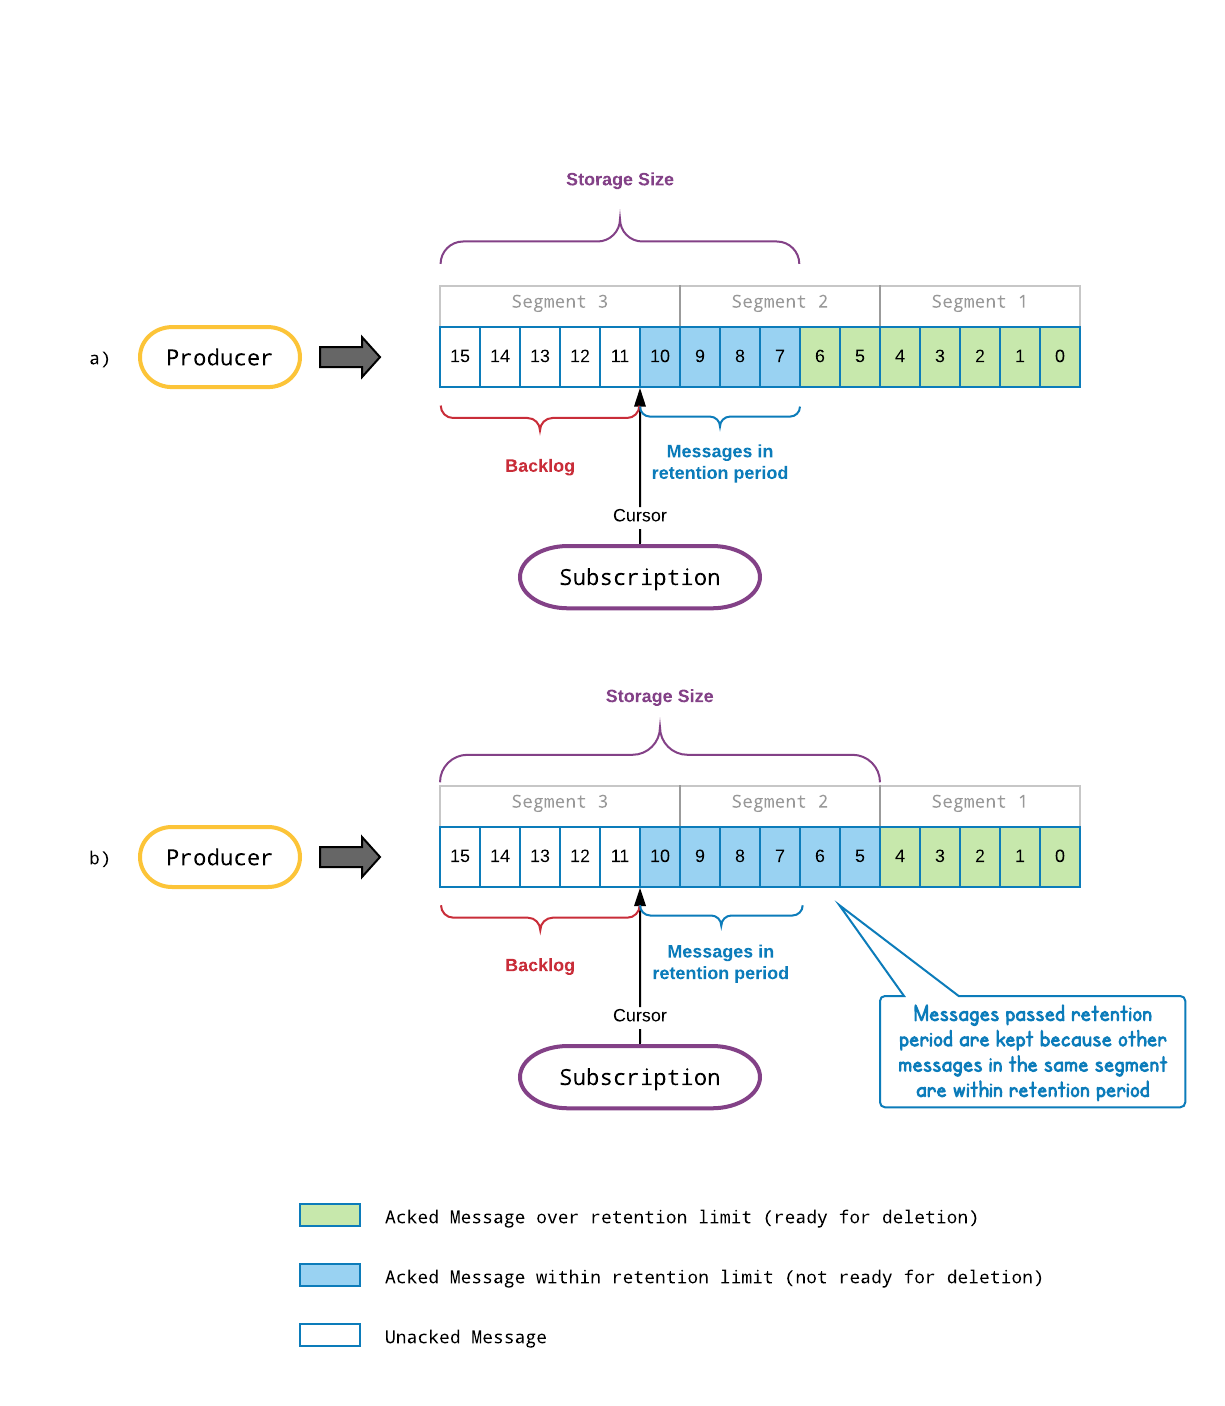 Storage Size
Segment 3 Segment 2 Segment 1
a) Producer 15 14 13 12 11 10 9 8 7 6 5 4 3 2 1 0
Backlog
Messages in
retention period
Cursor
Subscription
Storage Size
Segment 3 Segment 2 Segment 1
b) Producer 15 14 13 12 11 10 9 8 7 6 5 4 3 2 1 0
Backlog
Messages in
retention period
Cursor
Subscription
Messages passed retention
period are kept because other
messages in the same segment
are within retention period
Acked Message over retention limit (ready for deletion)
Acked Message within retention limit (not ready for deletion)
Unacked Message